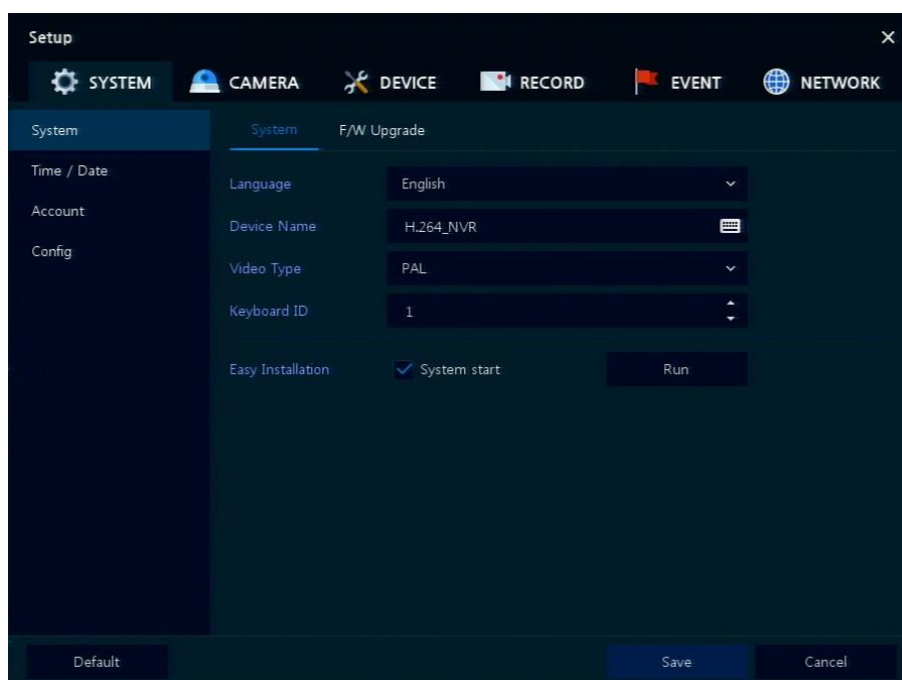 Setup
SYSTEM CAMERA DEVICE RECORD EVENT NETWORK
System
Time / Date
Account
Config
System F/W Upgrade
Language English
Device Name H.264_NVR
Video Type PAL
Keyboard ID 1
Easy Installation System start Run
Default Save Cancel